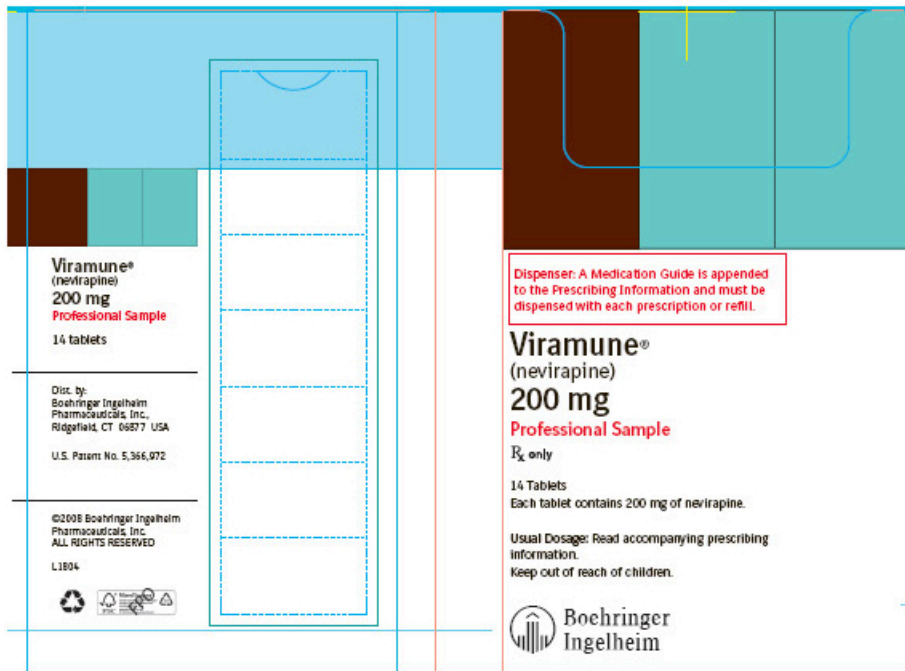 Viramune®
(nevirapine)
200 mg
Professional Sample
14 tablets
Dist. by:
Boehringer Ingelheim
Pharmaceuticals, Inc.,
Ridgefield, CT 06877 USA
U.S. Patent No. 5,366,972
©2008 Boehringer Ingelheim
Pharmaceuticals, Inc.
ALL RIGHTS RESERVED
L1804
FSC
FPO
Dispenser: A Medication Guide is appended
to the Prescribing Information and must be
dispensed with each prescription or refill.
Viramune®
(nevirapine)
200 mg
Professional Sample
Rx only
14 Tablets
Each tablet contains 200 mg of nevirapine.
Usual Dosage: Read accompanying prescribing
information.
Keep out of reach of children.
Boehringer
Ingelheim